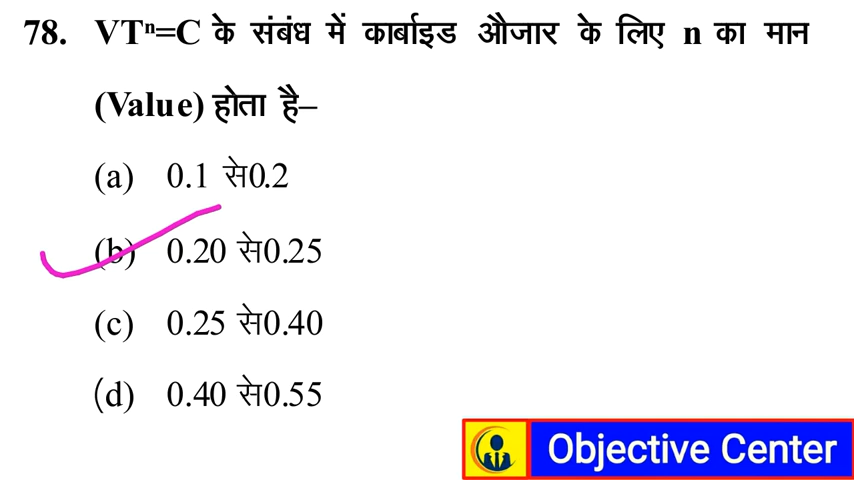 78. VTⁿ=C के संबंध में कार्बाइड औजार के लिए n का मान
(Value) होता है–
(a) 0.1 से0.2
(b) 0.20 से0.25
(c) 0.25 से0.40
(d) 0.40 से0.55
Objective Center